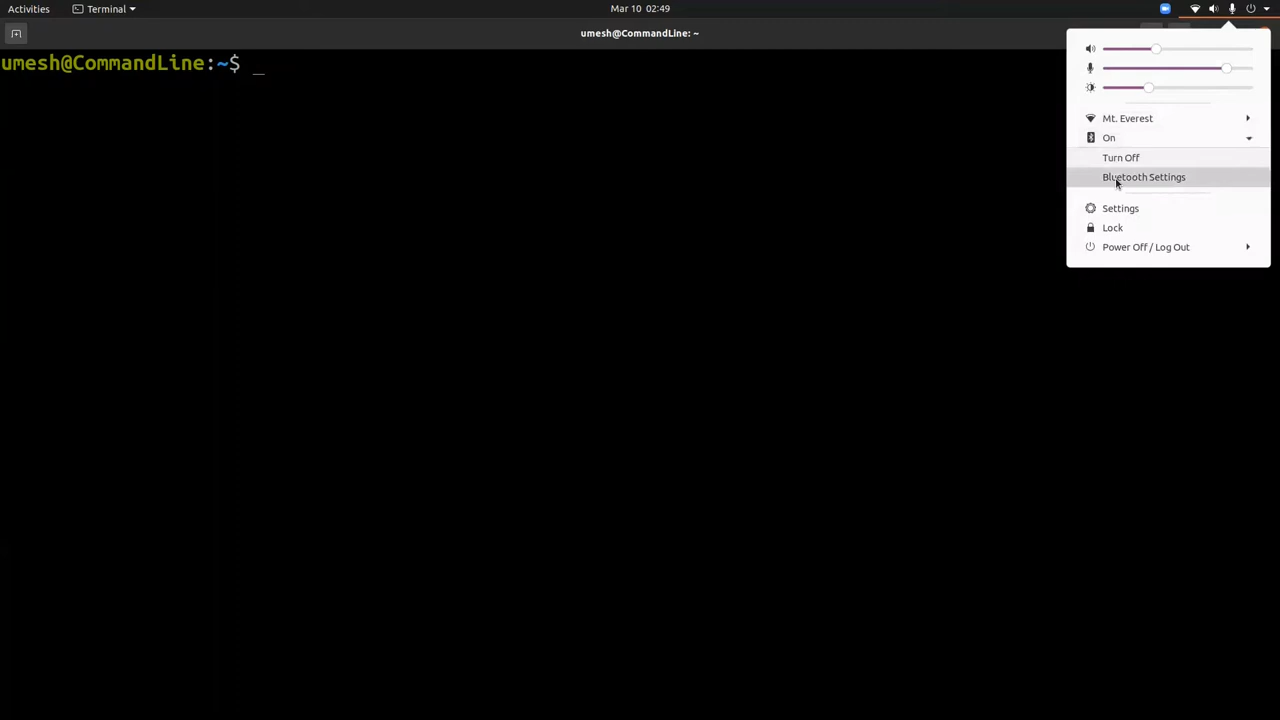 Activities
Terminal
Mar 10 02:49
umesh@CommandLine: ~
umesh@CommandLine:~$ _
Mt. Everest
On
Turn Off
Bluetooth Settings
Settings
Lock
Power Off / Log Out